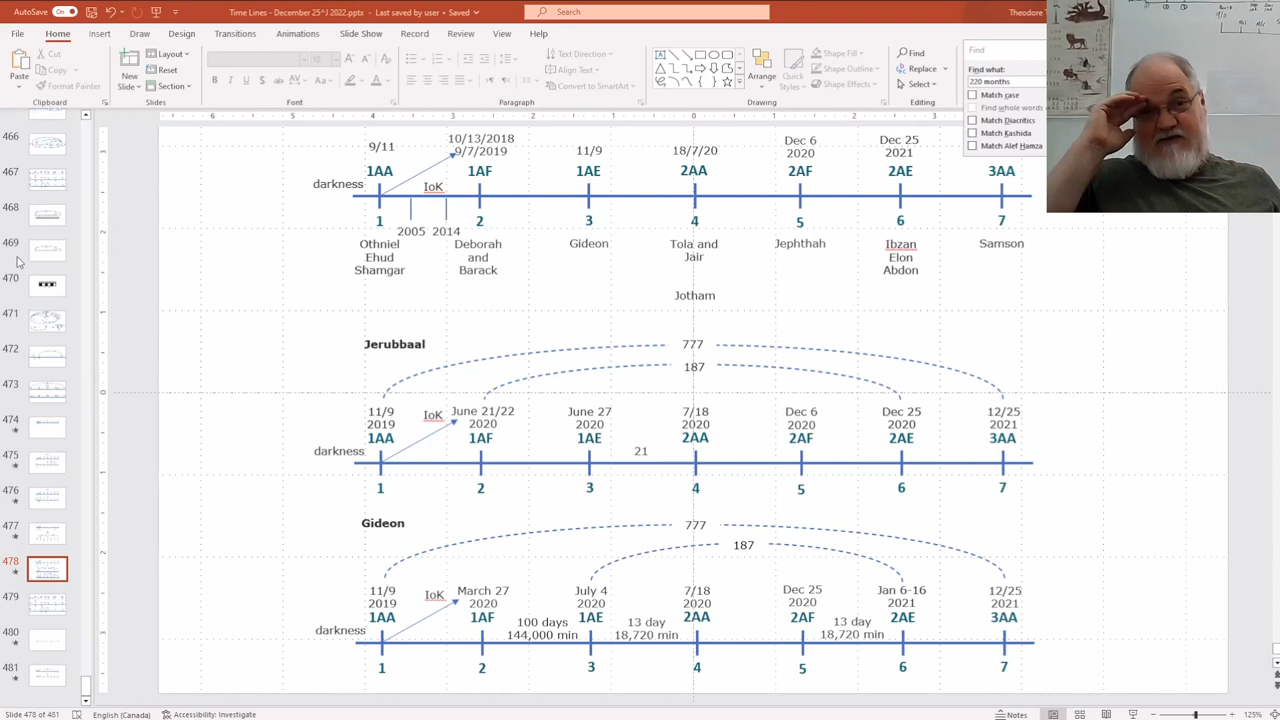 AutoSave On Time Lines - December 25^J 2022.pptx - Last saved by user • Saved Search Theodore T
File Home Insert Draw Design Transitions Animations Slide Show Record Review View Help
Paste Cut Copy Format Painter
New Slide Layout Reset Section
Text Direction Align Text Convert to SmartArt
Arrange Quick Styles Shape Fill Shape Outline Shape Effects
Find Replace Select
Clipboard Slides Font Paragraph Drawing Editing
Find
Find what:
220 months
Match case
Find whole words
Match Diacritics
Match Kashida
Match Alef Hamza
466
467
468
469
470
471
472
473
474
475
476
477
478
479
480
481
9/11 10/13/2018 11/9 18/7/20 Dec 6 Dec 25
9/7/2019 2020 2021
1AA 1AF 1AE 2AA 2AF 2AE 3AA
darkness IoK
1 2 3 4 5 6 7
2005 2014
Othniel Deborah Gideon Tola and Jephthah Ibzan Samson
Ehud and Jair Elon
Shamgar Barack Abdon
Jotham
Jerubbaal 777
187
11/9 IoK June 21/22 June 27 7/18 Dec 6 Dec 25 12/25
2019 2020 2020 2020 2020 2020 2021
1AA 1AF 1AE 2AA 2AF 2AE 3AA
darkness 21
1 2 3 4 5 6 7
Gideon 777
187
11/9 IoK March 27 July 4 7/18 Dec 25 Jan 6-16 12/25
2019 2020 2020 2020 2020 2021 2021
1AA 1AF 100 days 1AE 13 day 2AA 2AF 13 day 2AE 3AA
darkness 144,000 min 18,720 min 18,720 min
1 2 3 4 5 6 7
Slide 478 of 481 English (Canada) Accessibility: Investigate Notes 125%